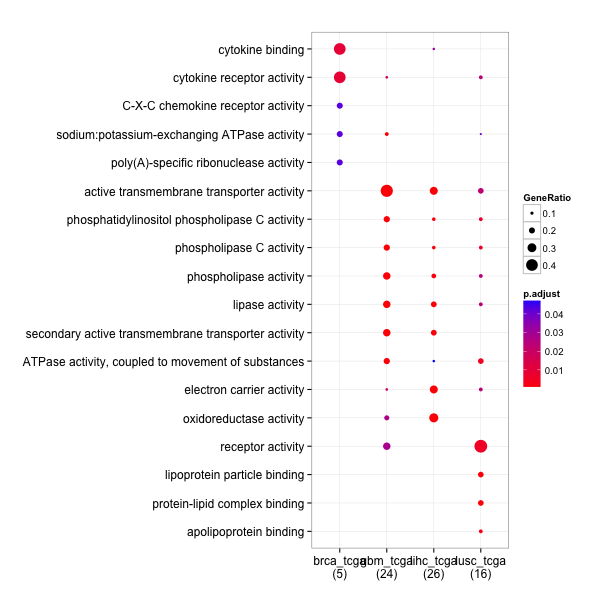 cytokine binding
cytokine receptor activity
C-X-C chemokine receptor activity
sodium:potassium-exchanging ATPase activity
poly(A)-specific ribonuclease activity
active transmembrane transporter activity
phosphatidylinositol phospholipase C activity
phospholipase C activity
phospholipase activity
lipase activity
secondary active transmembrane transporter activity
ATPase activity, coupled to movement of substances
electron carrier activity
oxidoreductase activity
receptor activity
lipoprotein particle binding
protein-lipid complex binding
apolipoprotein binding
brca_tcga gbm_tcga lihc_tcga lusc_tcga
(5) (24) (26) (16)
GeneRatio
0.1
0.2
0.3
0.4
p.adjust
0.04
0.03
0.02
0.01